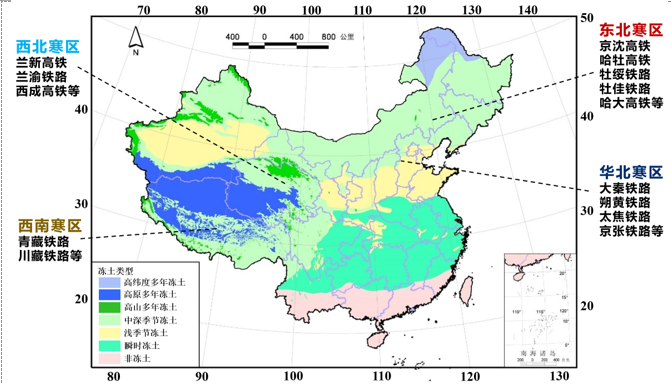 70 80 90 100 110 120 130 140 50
西北寒区
兰新高铁
兰渝铁路
西成高铁等
400 0 400 800 公里
N
东北寒区
京沈高铁
哈牡高铁
牡绥铁路
牡佳铁路
哈大高铁等
40
40
华北寒区
大秦铁路
朔黄铁路
太焦铁路
京张铁路等
30
30
西南寒区
青藏铁路
川藏铁路等
冻土类型
高纬度多年冻土
高原多年冻土
高山多年冻土
中深季节冻土
浅季节冻土
瞬时冻土
非冻土
20
20
南海诸岛
80 90 100 110 120 130